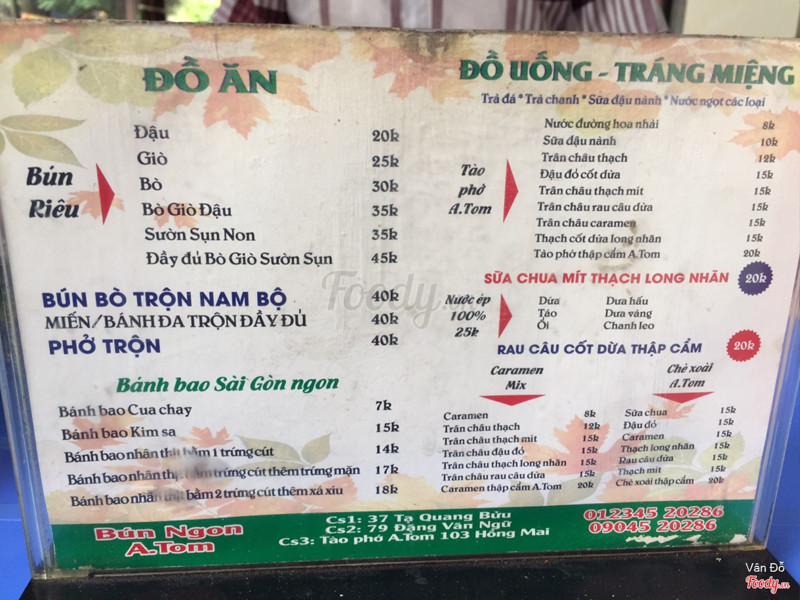 ĐỒ ĂN
Bún Riêu
Đậu 20k
Giò 25k
Bò 30k
Bò Giò Đậu 35k
Sườn Sụn Non 35k
Đầy đủ Bò Giò Sườn Sụn 45k
BÚN BÒ TRỘN NAM BỘ 40k
MIẾN/BÁNH ĐA TRỘN ĐẦY ĐỦ 40k
PHỞ TRỘN 40k
Bánh bao Sài Gòn ngon
Bánh bao Cua chay 7k
Bánh bao Kim sa 15k
Bánh bao nhân thịt bằm 1 trứng cút 14k
Bánh bao nhân thịt bằm trứng cút thêm trứng mặn 17k
Bánh bao nhân thịt bằm 2 trứng cút thêm xá xíu 18k
ĐỒ UỐNG - TRÁNG MIỆNG
Trà đá * Trà chanh * Sữa đậu nành * Nước ngọt các loại
Tào phớ A.Tom
Nước đường hoa nhài 8k
Sữa đậu nành 10k
Trân châu thạch 12k
Đậu đỏ cốt dừa 15k
Trân châu thạch mít 15k
Trân châu rau câu dừa 15k
Trân châu caramen 15k
Thạch cốt dừa long nhãn 15k
Tào phớ thập cẩm A.Tom 20k
SỮA CHUA MÍT THẠCH LONG NHÃN 20k
Nước ép 100% 25k
Dứa Dưa hấu
Táo Dưa vàng
Ổi Chanh leo
RAU CÂU CỐT DỪA THẬP CẨM 20k
Caramen Mix
Caramen 8k
Trân châu thạch 12k
Trân châu thạch mít 15k
Trân châu đậu đỏ 15k
Trân châu thạch long nhãn 15k
Trân châu rau câu dừa 15k
Caramen thập cẩm A.Tom 20k
Chè xoài A.Tom
Sữa chua 15k
Đậu đỏ 15k
Caramen 15k
Thạch long nhãn 15k
Rau câu dừa 15k
Thạch mít 15k
Chè xoài thập cẩm 20k
Bún Ngon
A.Tom
Cs1: 37 Tạ Quang Bửu
Cs2: 79 Đặng Văn Ngữ
Cs3: Tào phớ A.Tom 103 Hồng Mai
012345 20286
09045 20286
Foody.vn
Vân Đỗ
Foody.vn